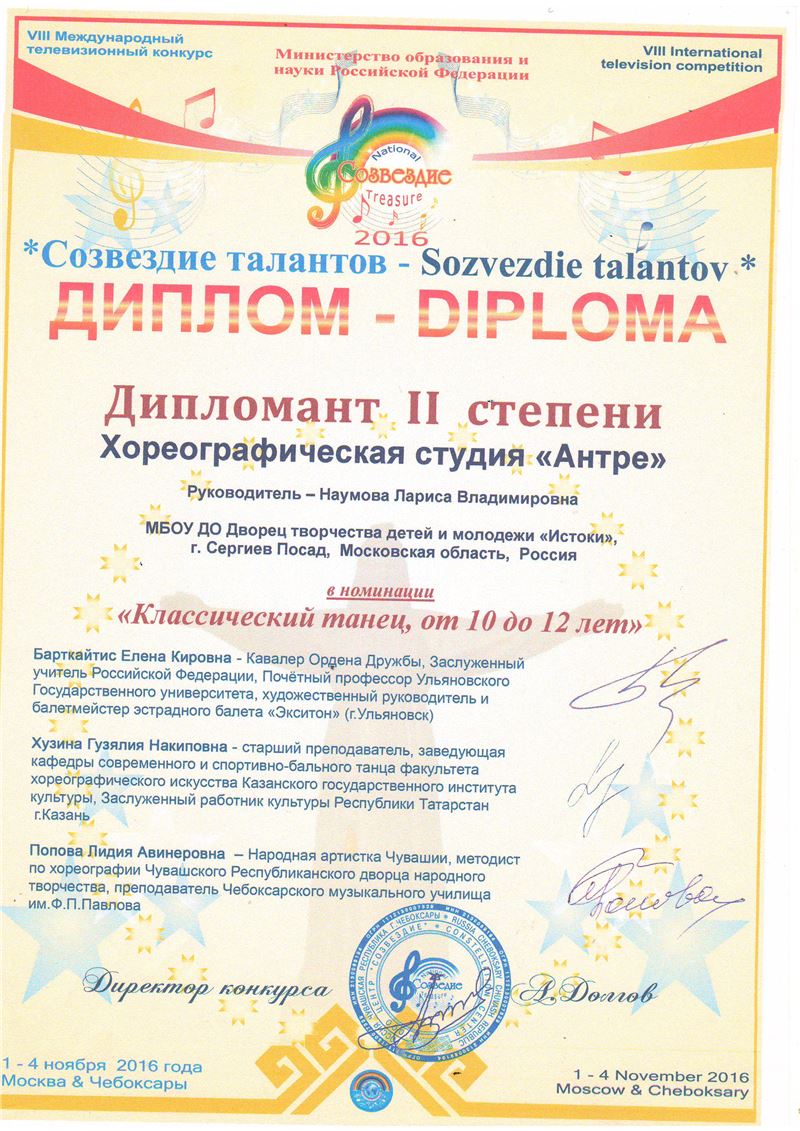 VIII Международный
телевизионный конкурс
Министерство образования и
науки Российской Федерации
VIII International
television competition
National
Созвездие
Treasure
2016
*Созвездие талантов - Sozvezdie talantov *
ДИПЛОМ - DIPLOMA
Дипломант II степени
Хореографическая студия «Антре»
Руководитель – Наумова Лариса Владимировна
МБОУ ДО Дворец творчества детей и молодежи «Истоки»,
г. Сергиев Посад, Московская область, Россия
в номинации
«Классический танец, от 10 до 12 лет»
Барткайтис Елена Кировна - Кавалер Ордена Дружбы, Заслуженный
учитель Российской Федерации, Почётный профессор Ульяновского
Государственного университета, художественный руководитель и
балетмейстер эстрадного балета «Экситон» (г.Ульяновск)
Хузина Гузялия Накиповна - старший преподаватель, заведующая
кафедры современного и спортивно-бального танца факультета
хореографического искусства Казанского государственного института
культуры, Заслуженный работник культуры Республики Татарстан
г.Казань
Попова Лидия Авинеровна – Народная артистка Чувашии, методист
по хореографии Чувашского Республиканского дворца народного
творчества, преподаватель Чебоксарского музыкального училища
им.Ф.П.Павлова
Директор конкурса
А.Долгов
1 - 4 ноября 2016 года
Москва & Чебоксары
1 - 4 November 2016
Moscow & Cheboksary